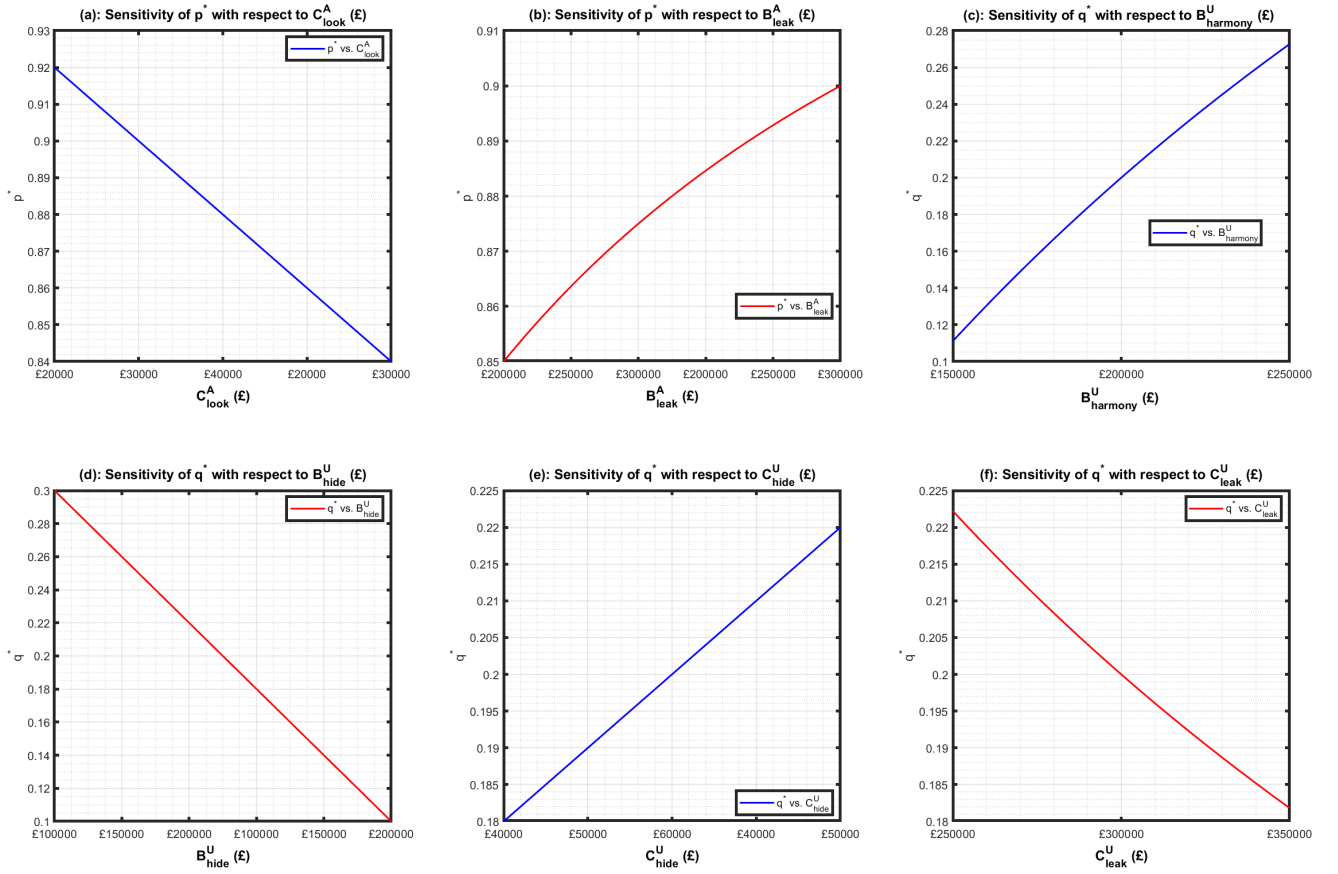 (a): Sensitivity of p* with respect to C^A_look (£)
0.93
0.92
0.91
0.9
0.89
0.88
0.87
0.86
0.85
0.84
p*
p* vs. C^A_look
£20000 £30000 £40000 £20000 £30000
C^A_look (£)
(b): Sensitivity of p* with respect to B^A_leak (£)
0.91
0.9
0.89
0.88
0.87
0.86
0.85
p*
p* vs. B^A_leak
£200000 £250000 £300000 £200000 £250000 £300000
B^A_leak (£)
(c): Sensitivity of q* with respect to B^U_harmony (£)
0.28
0.26
0.24
0.22
0.2
0.18
0.16
0.14
0.12
0.1
q*
q* vs. B^U_harmony
£150000 £200000 £250000
B^U_harmony (£)
(d): Sensitivity of q* with respect to B^U_hide (£)
0.3
0.28
0.26
0.24
0.22
0.2
0.18
0.16
0.14
0.12
0.1
q*
q* vs. B^U_hide
£100000 £150000 £200000 £100000 £150000 £200000
B^U_hide (£)
(e): Sensitivity of q* with respect to C^U_hide (£)
0.225
0.22
0.215
0.21
0.205
0.2
0.195
0.19
0.185
0.18
q*
q* vs. C^U_hide
£40000 £50000 £60000 £40000 £50000
C^U_hide (£)
(f): Sensitivity of q* with respect to C^U_leak (£)
0.225
0.22
0.215
0.21
0.205
0.2
0.195
0.19
0.185
0.18
q*
q* vs. C^U_leak
£250000 £300000 £350000
C^U_leak (£)